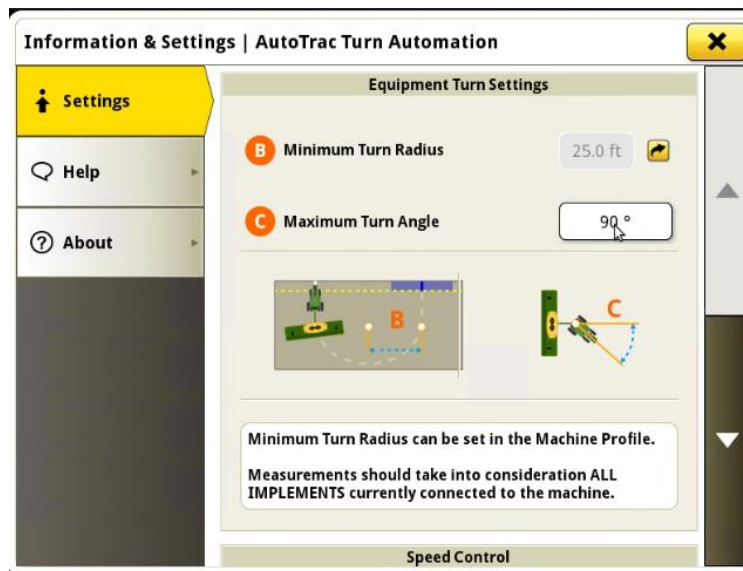 Information & Settings | AutoTrac Turn Automation
Settings
Help
About
Equipment Turn Settings
B Minimum Turn Radius 25.0 ft
C Maximum Turn Angle 90 °
B
C
Minimum Turn Radius can be set in the Machine Profile.
Measurements should take into consideration ALL
IMPLEMENTS currently connected to the machine.
Speed Control